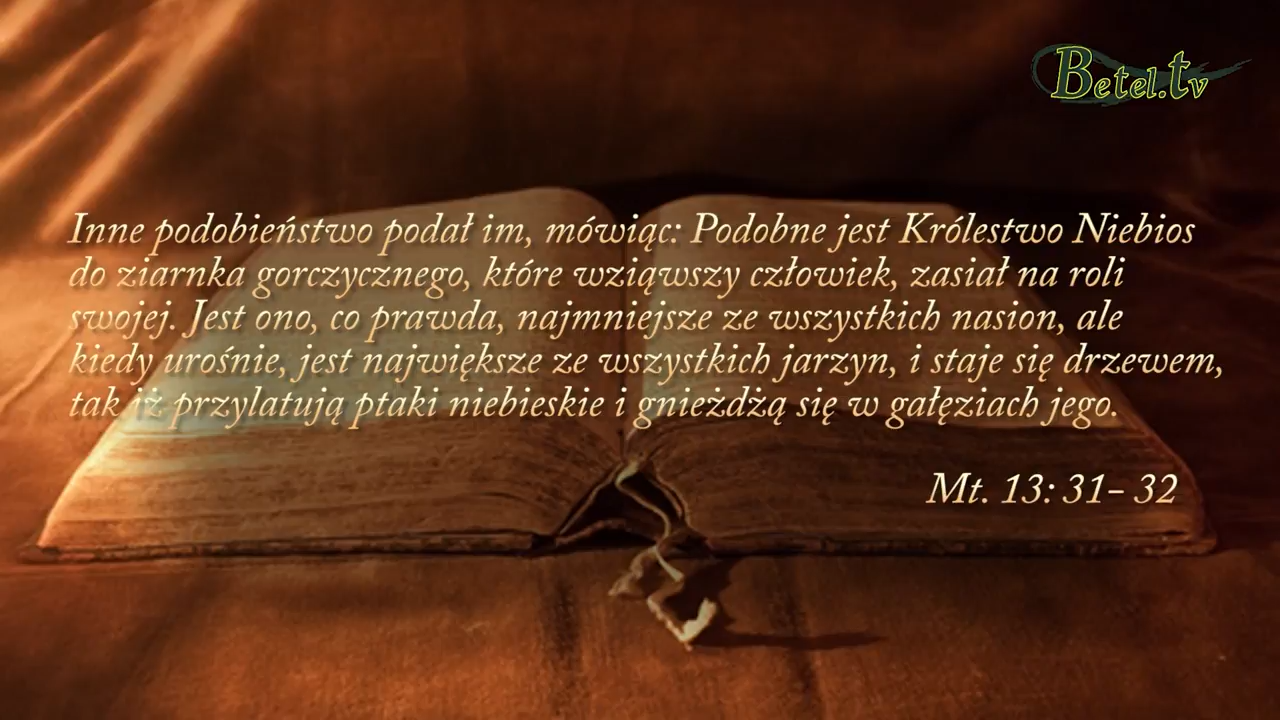 Betel.tv
Inne podobieństwo podał im, mówiąc: Podobne jest Królestwo Niebios
do ziarnka gorczycznego, które wziąwszy człowiek, zasiał na roli
swojej. Jest ono, co prawda, najmniejsze ze wszystkich nasion, ale
kiedy urośnie, jest największe ze wszystkich jarzyn, i staje się drzewem,
tak iż przylatują ptaki niebieskie i gnieżdżą się w gałęziach jego.
Mt. 13: 31- 32